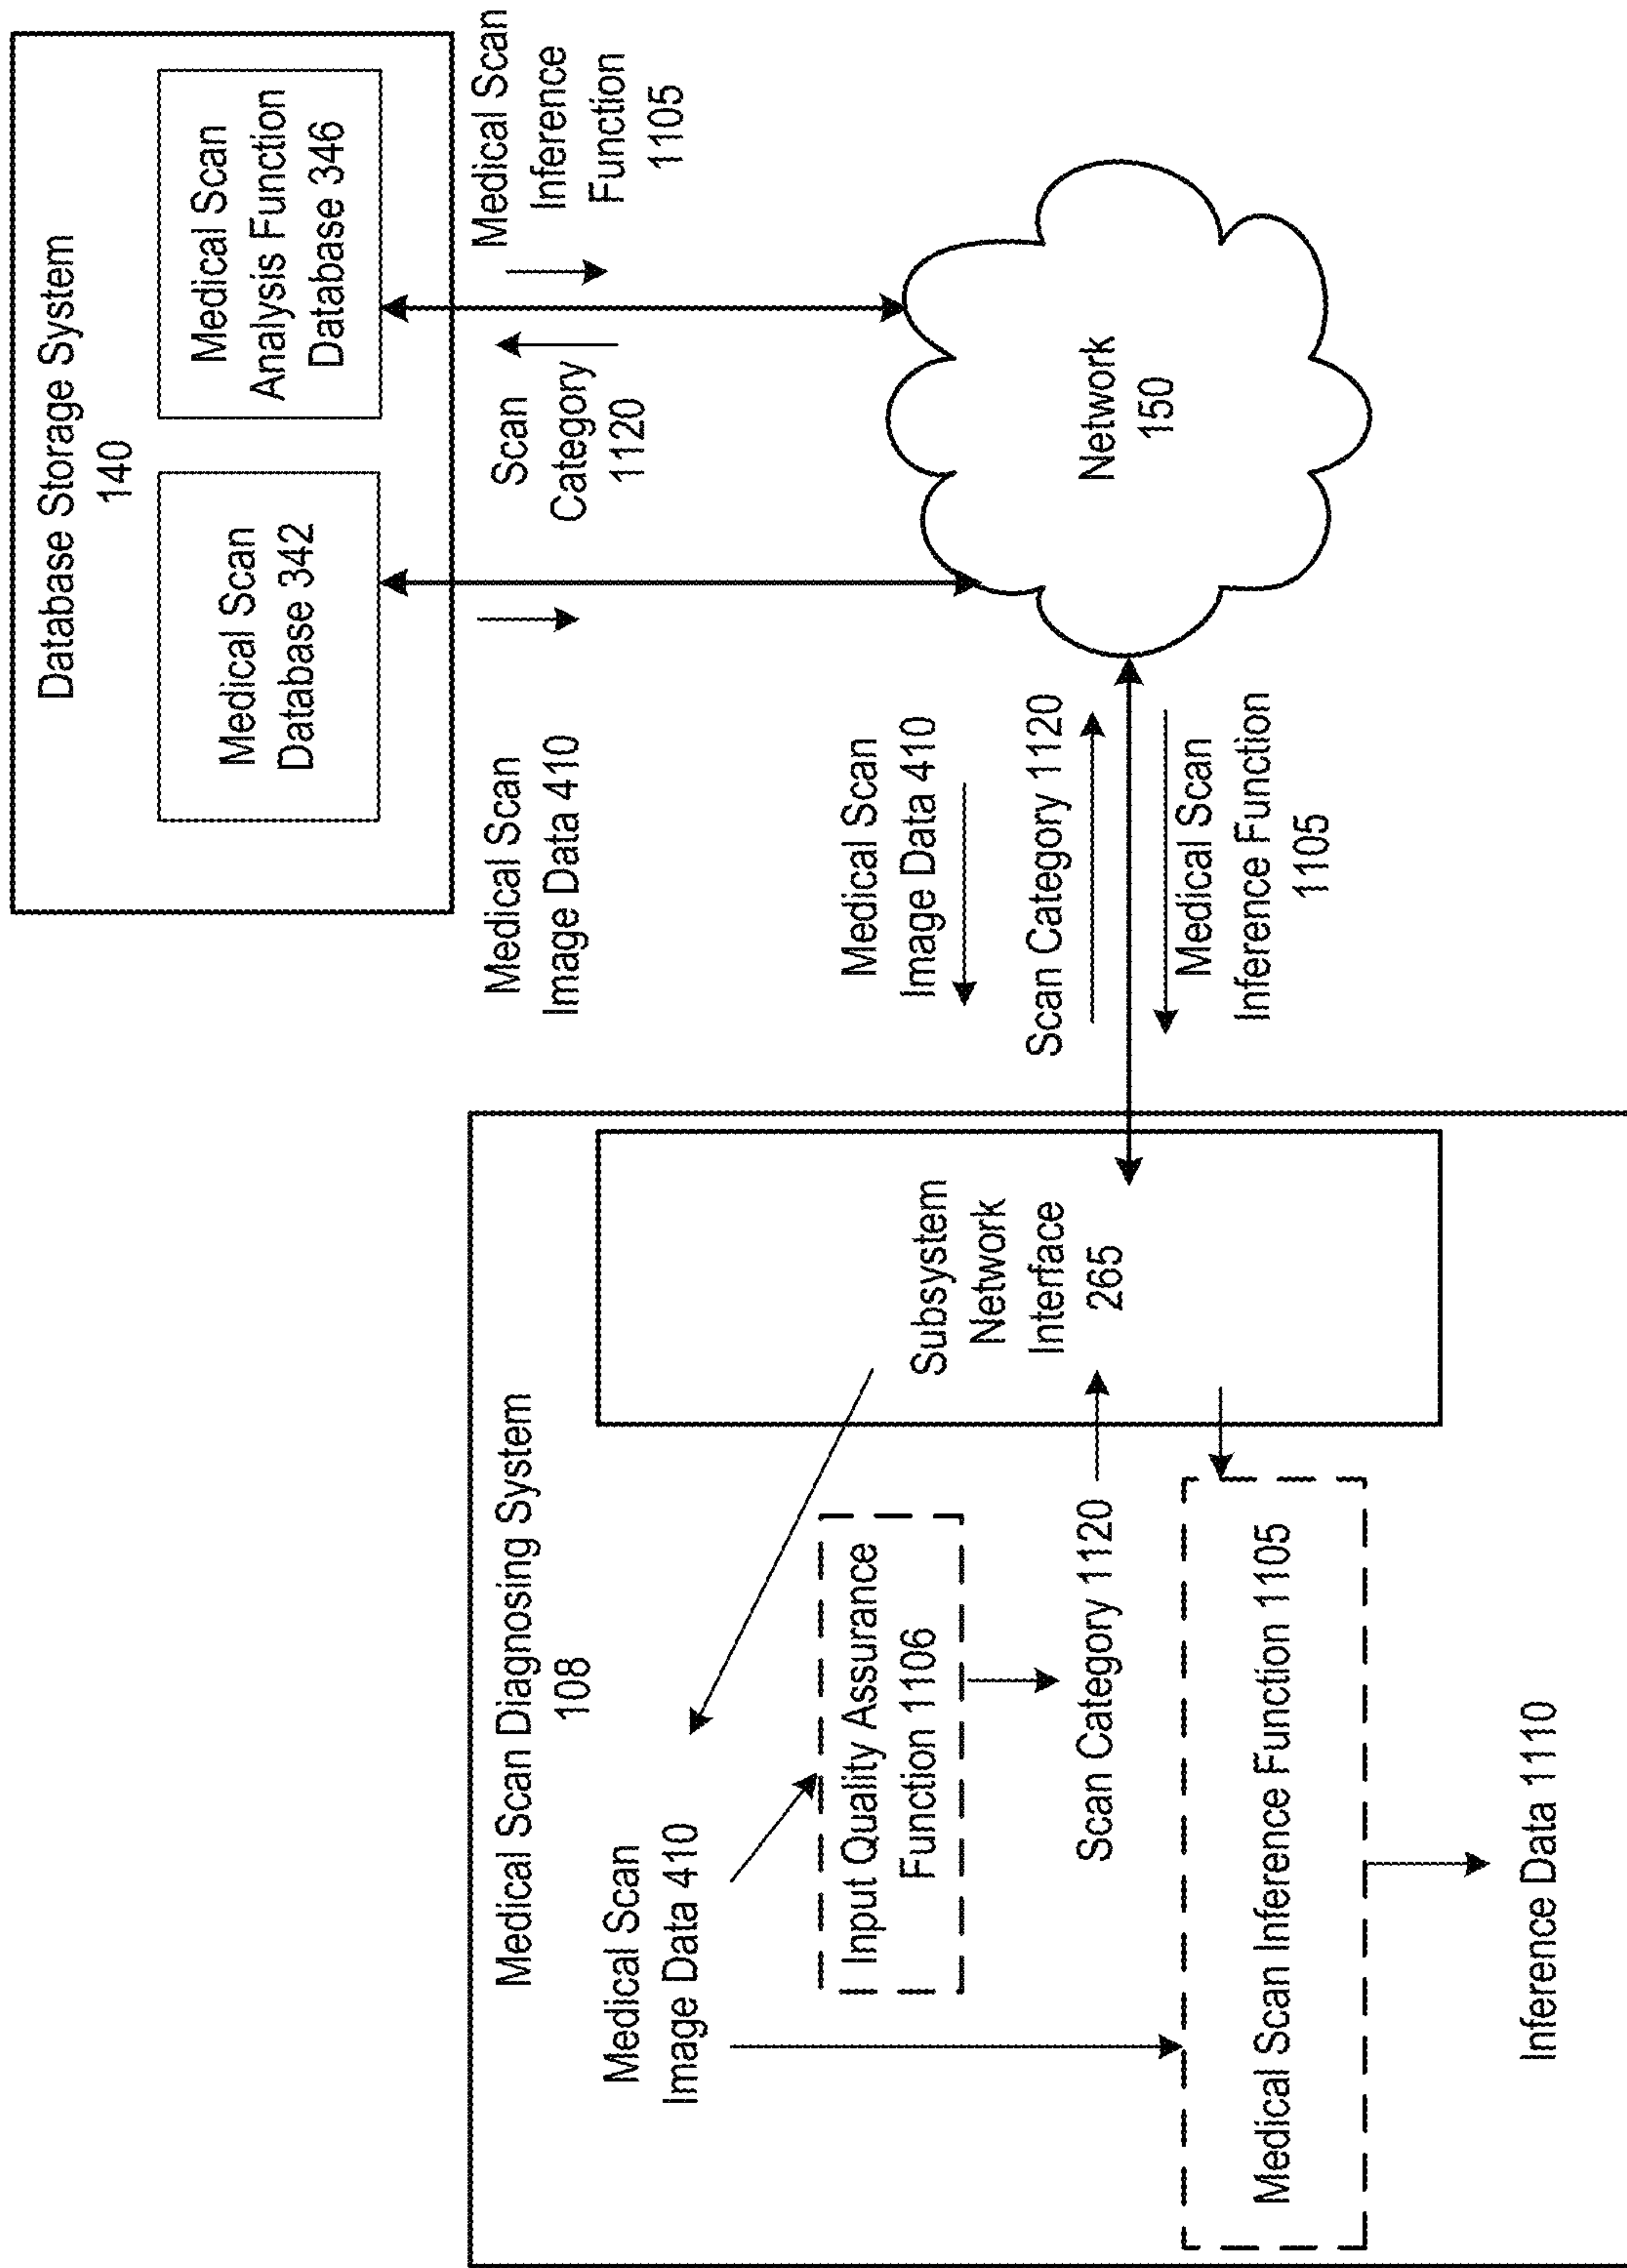 Medical Scan Diagnosing System
108
Medical Scan
Image Data 410
Input Quality Assurance
Function 1106
Scan Category 1120
Medical Scan Inference Function 1105
Inference Data 1110
Subsystem
Network
Interface
265
Medical Scan
Image Data 410
Scan Category 1120
Medical Scan
Inference Function
1105
Database Storage System
140
Medical Scan
Database 342
Medical Scan
Analysis Function
Database 346
Medical Scan
Image Data 410
Scan
Category
1120
Medical Scan
Inference
Function
1105
Network
150